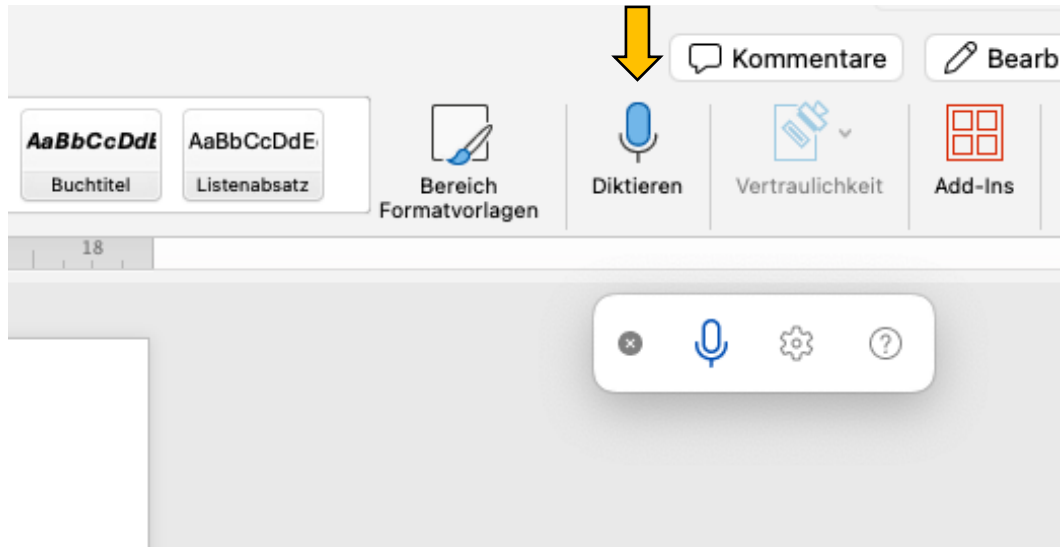 Kommentare
Bearb
AaBbCcDdE
AaBbCcDdE
Buchtitel
Listenabsatz
Bereich
Formatvorlagen
Diktieren
Vertraulichkeit
Add-Ins
18
?